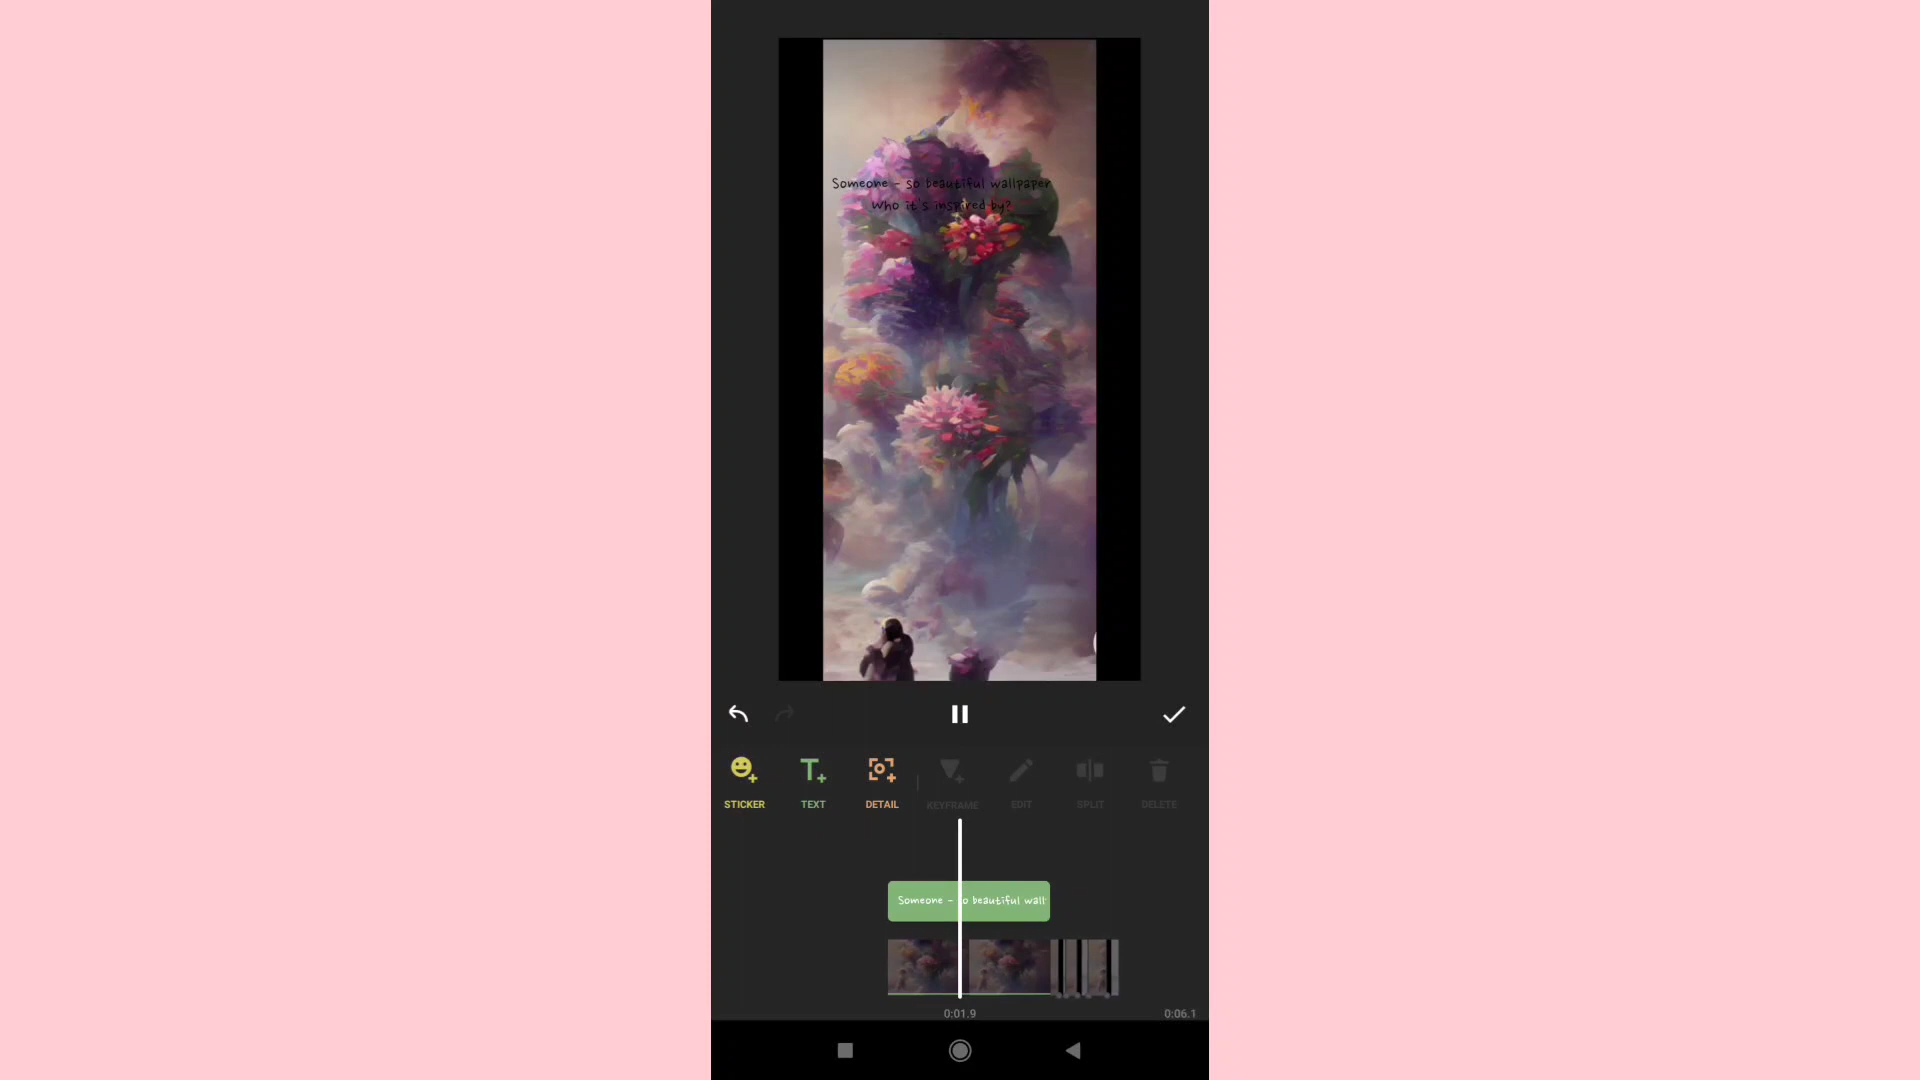 Someone - so beautiful wallpaper
Who it's inspired by?
STICKER
TEXT
DETAIL
KEYFRAME
EDIT
SPLIT
DELETE
Someone - so beautiful wall
0:01.9
0:06.1